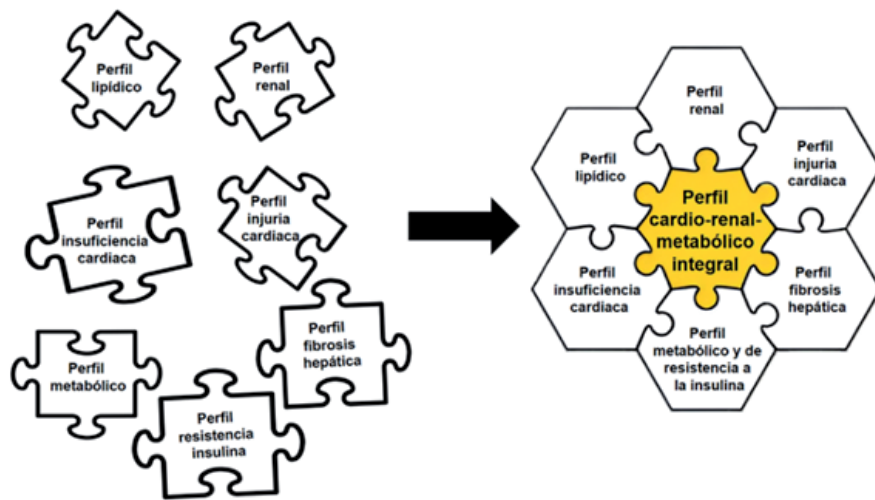 Perfil
lipídico
Perfil
renal
Perfil
insuficiencia
cardiaca
Perfil
injuria
cardiaca
Perfil
metabólico
Perfil
resistencia
insulina
Perfil
fibrosis
hepática
Perfil
renal
Perfil
lipídico
Perfil
injuria
cardiaca
Perfil
cardio-renal-
metabólico
integral
Perfil
insuficiencia
cardiaca
Perfil
fibrosis
hepática
Perfil
metabólico y de
resistencia a
la insulina